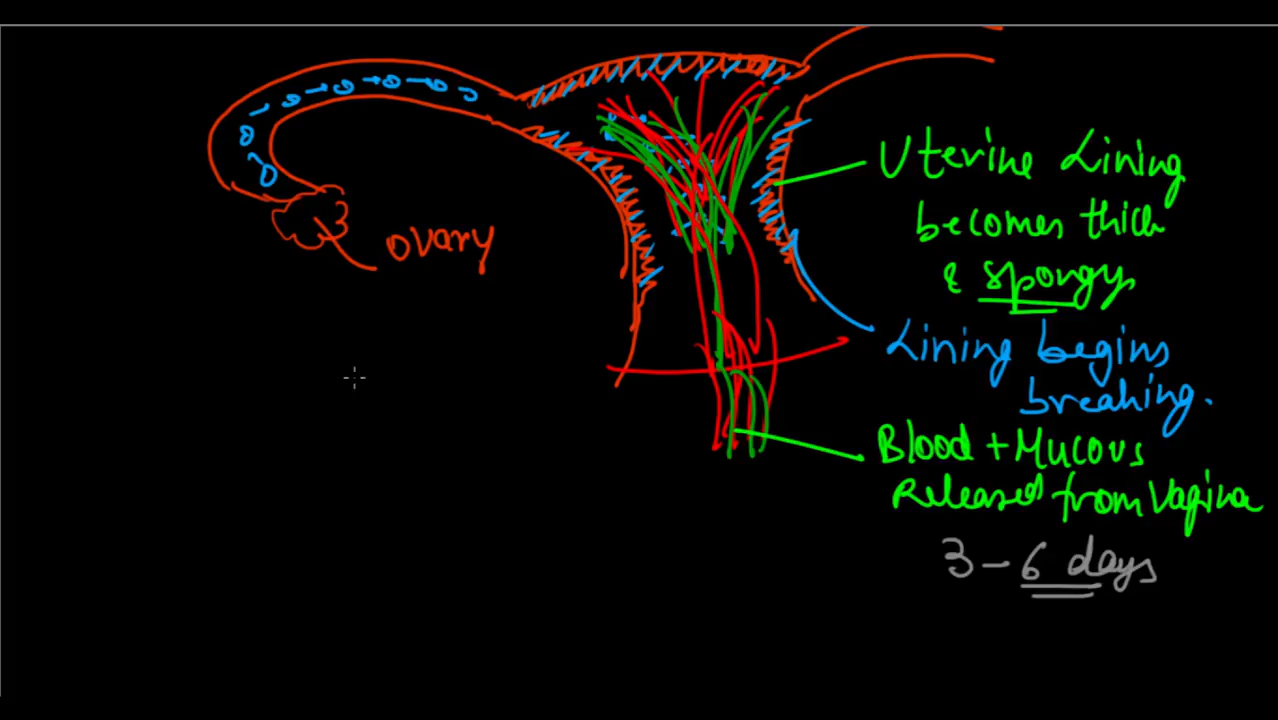 Uterine Lining
becomes thick
& spongy
ovary
Lining begins
breaking.
Blood + Mucous
Released from Vagina
3-6 days